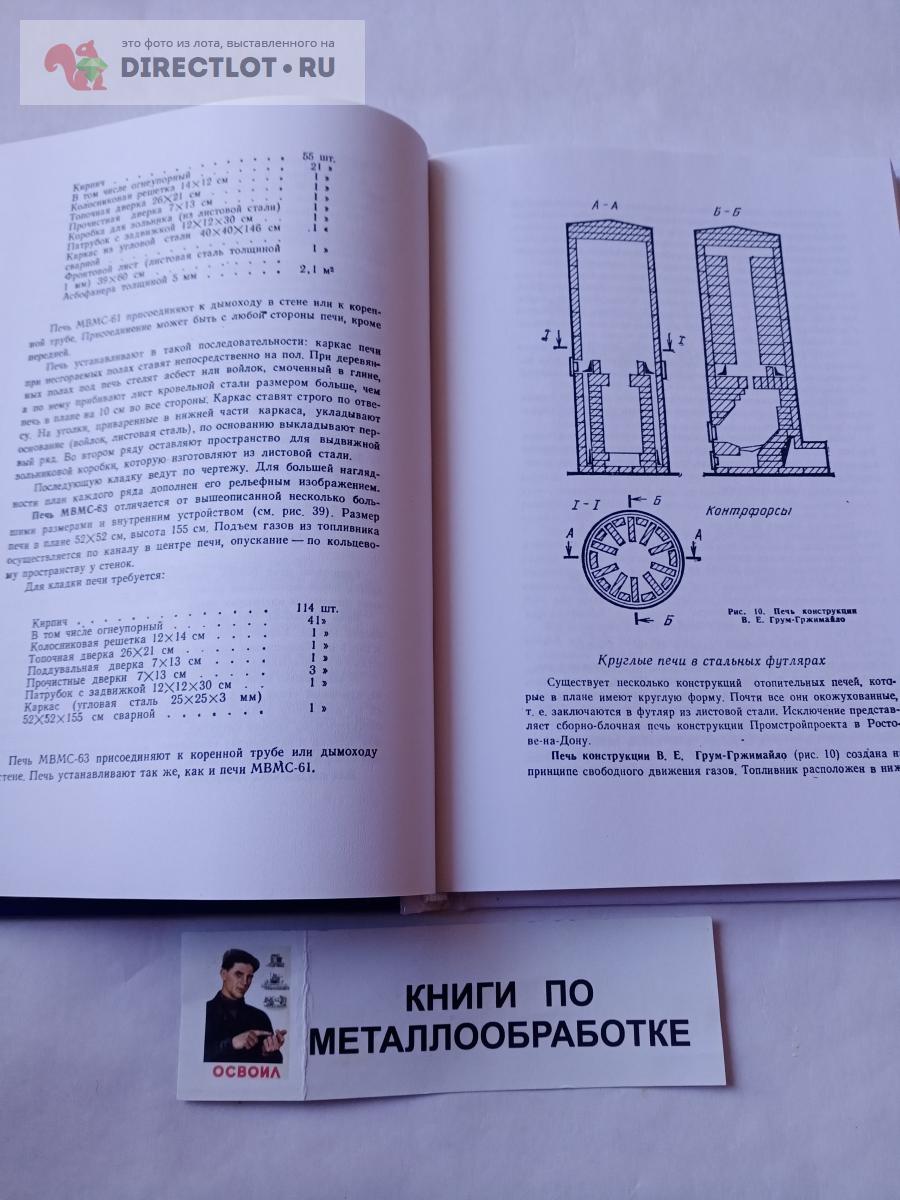 это фото из лота, выставленного на
DIRECTLOT.RU
Кирпич . . . . . . . . . . . . 55 шт.
В том числе огнеупорный . . . . . 21 »
Колосниковая решетка 14×12 см . . . . 1 »
Топочная дверка 26×21 см . . . . 1 »
Прочистная дверка 7×13 см . . . . 1 »
Коробка для зольника (из листовой стали) 1 »
Патрубок с задвижкой 12×12×30 см . . 1 »
Каркас из угловой стали 40×40×146 см
сварной . . . . . . . . . . . . 1 «
Фронтовой лист (листовая сталь толщиной
1 мм) 39×60 см . . . . . . . . 1 »
Асбофанера толщиной 5 мм . . . . . . 2,1 м²
Печь МВМС-61 присоединяют к дымоходу в стене или к корен-
ной трубе. Присоединение может быть с любой стороны печи, кроме
передней.
Печь устанавливают в такой последовательности: каркас печи
при несгораемых полах ставят непосредственно на пол. При деревян-
ных полах под печь стелят асбест или войлок, смоченный в глине,
а по нему прибивают лист кровельной стали размером больше, чем
печь в плане на 10 см во все стороны. Каркас ставят строго по отве-
су. На уголки, приваренные в нижней части каркаса, укладывают
основание (войлок, листовая сталь), по основанию выкладывают пер-
вый ряд. Во втором ряду оставляют пространство для выдвижной
зольниковой коробки, которую изготовляют из листовой стали.
Последующую кладку ведут по чертежу. Для большей нагляд-
ности план каждого ряда дополнен его рельефным изображением.
Печь МВМС-63 отличается от вышеописанной несколько боль-
шими размерами и внутренним устройством (см. рис. 39). Размер
печи в плане 52×52 см, высота 155 см. Подъем газов из топливника
осуществляется по каналу в центре печи, опускание — по кольцево-
му пространству у стенок.
Для кладки печи требуется:
Кирпич . . . . . . . . . . . . 114 шт.
В том числе огнеупорный . . . . . . 41»
Колосниковая решетка 12×14 см . . . . 1 »
Топочная дверка 26×21 см . . . . . 1 »
Поддувальная дверка 7×13 см . . . . 1 »
Прочистные дверки 7×13 см . . . . . 3 »
Патрубок с задвижкой 12×12×30 см . . 1 »
Каркас (угловая сталь 25×25×3 мм)
52×52×155 см сварной . . . . . . . 1 »
Печь МВМС-63 присоединяют к коренной трубе или дымоходу
стене. Печь устанавливают так же, как и печи МВМС-61.
А - А
Б - Б
I
I
I - I
Б
А
А
Б
Контрфорсы
Рис. 10. Печь конструкции
В. Е. Грум-Гржимайло
Круглые печи в стальных футлярах
Существует несколько конструкций отопительных печей, кото-
рые в плане имеют круглую форму. Почти все они окожухованные,
т. е. заключаются в футляр из листовой стали. Исключение представ-
ляет сборно-блочная печь конструкции Промстройпроекта в Росто-
ве-на-Дону.
Печь конструкции В. Е. Грум-Гржимайло (рис. 10) создана н
принципе свободного движения газов. Топливник расположен в ниж
ОСВОИЛ
КНИГИ ПО
МЕТАЛЛООБРАБОТКЕ